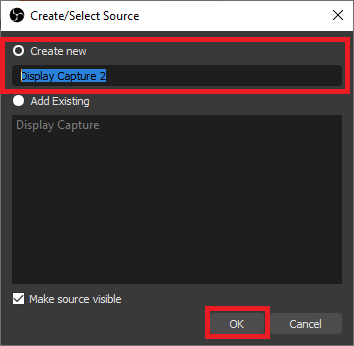 Create/Select Source
Create new
Display Capture 2
Add Existing
Display Capture
Make source visible
OK
Cancel